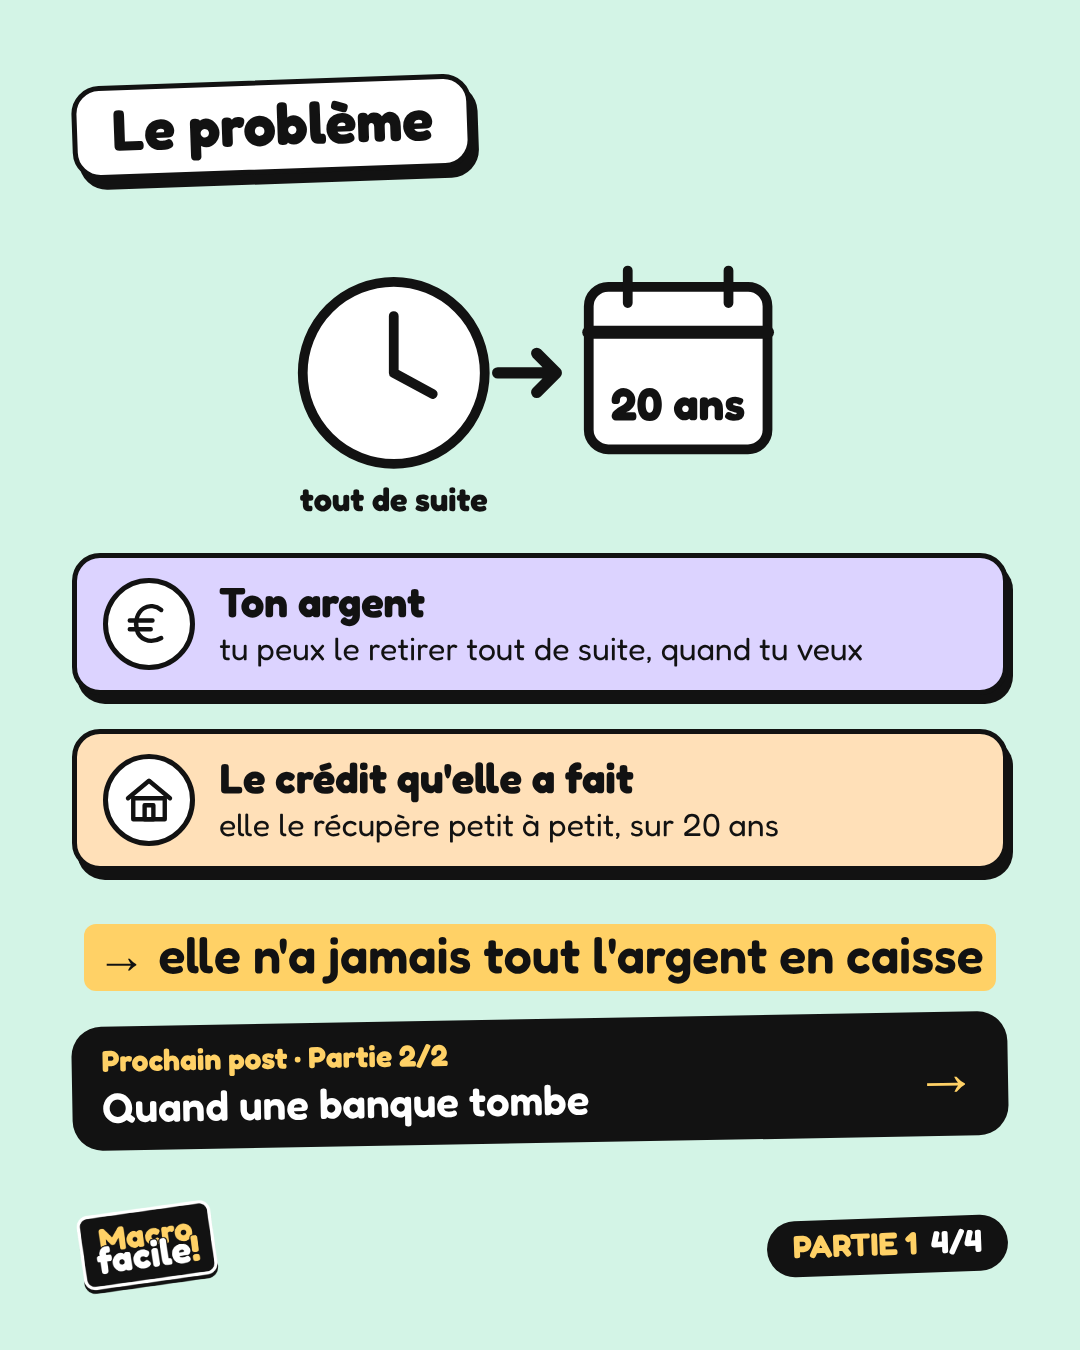 Le problème
20 ans
tout de suite
€
Ton argent
tu peux le retirer tout de suite, quand tu veux
Le crédit qu'elle a fait
elle le récupère petit à petit, sur 20 ans
→ elle n'a jamais tout l'argent en caisse
Prochain post · Partie 2/2
Quand une banque tombe
→
Macro
facile!
PARTIE 1 4/4